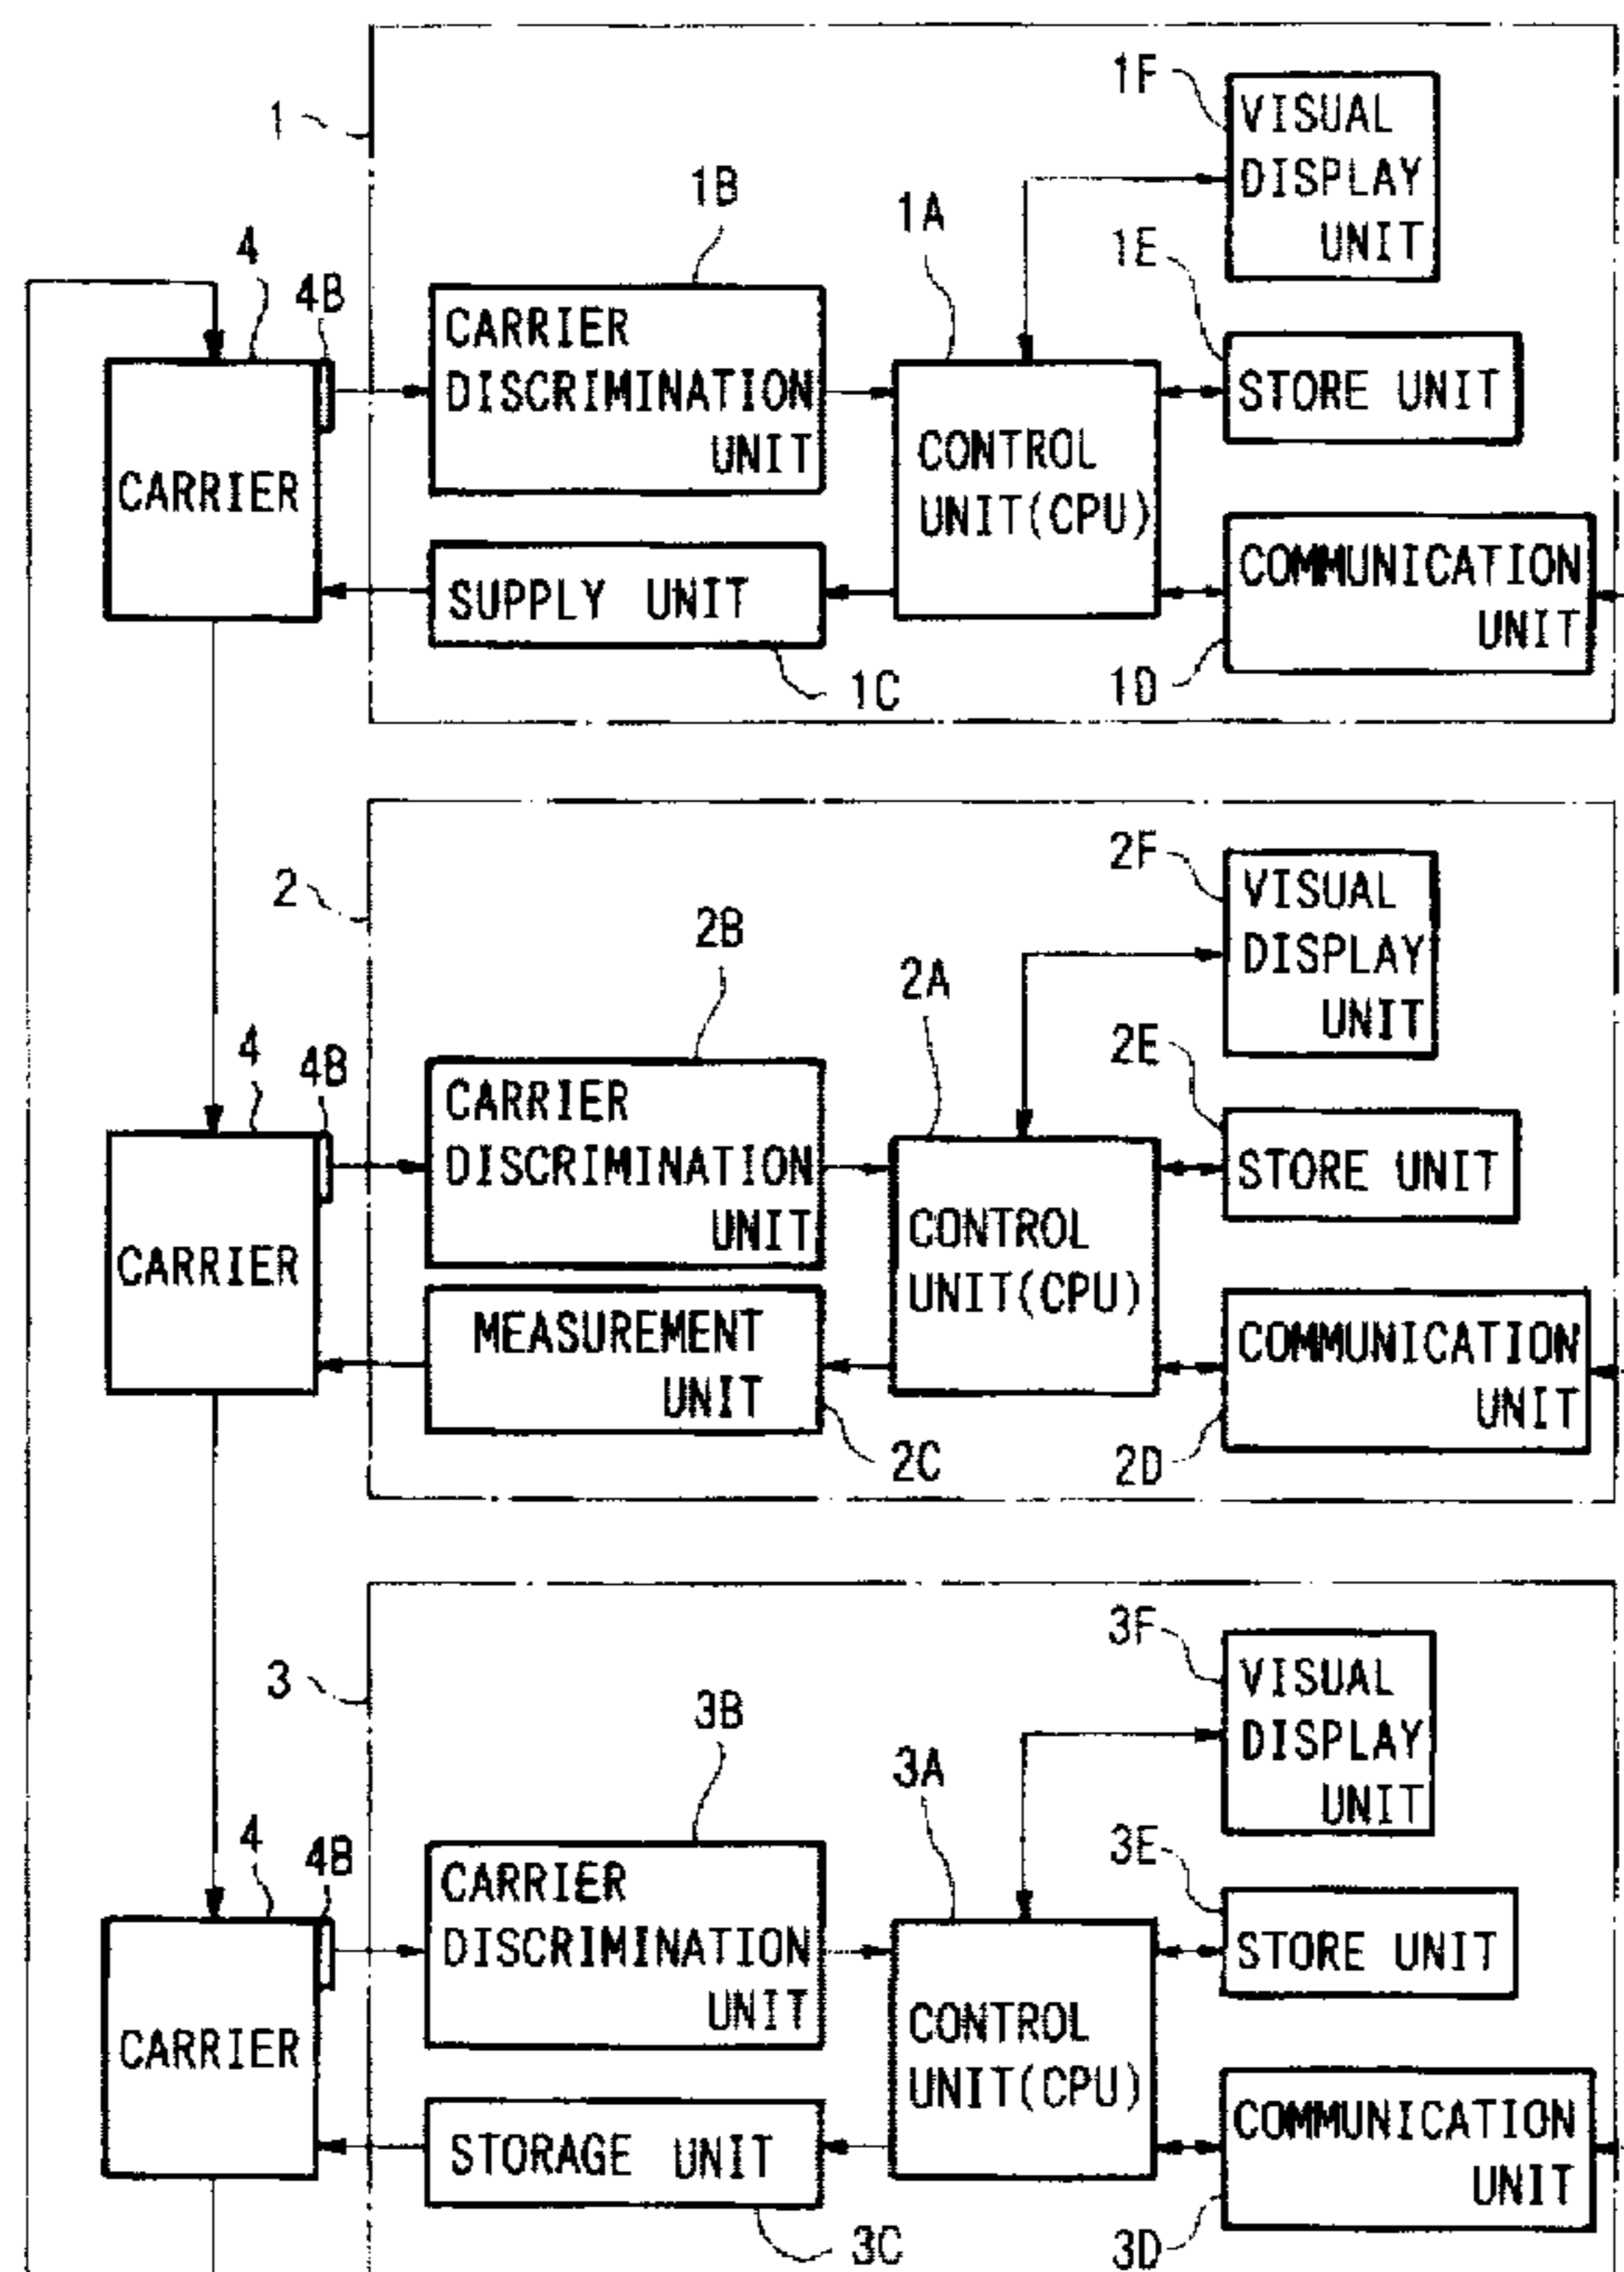 1
1F
VISUAL
DISPLAY
UNIT
1B
1A
1E
4
4B
CARRIER
DISCRIMINATION
UNIT
STORE UNIT
CARRIER
CONTROL
UNIT(CPU)
COMMUNICATION
UNIT
SUPPLY UNIT
1C
1D
2
2F
VISUAL
DISPLAY
UNIT
2B
2A
2E
4
4B
CARRIER
DISCRIMINATION
UNIT
STORE UNIT
CARRIER
CONTROL
UNIT(CPU)
MEASUREMENT
UNIT
COMMUNICATION
UNIT
2C
2D
3
3F
VISUAL
DISPLAY
UNIT
3B
3A
3E
4
4B
CARRIER
DISCRIMINATION
UNIT
STORE UNIT
CARRIER
CONTROL
UNIT(CPU)
COMMUNICATION
UNIT
STORAGE UNIT
3C
3D